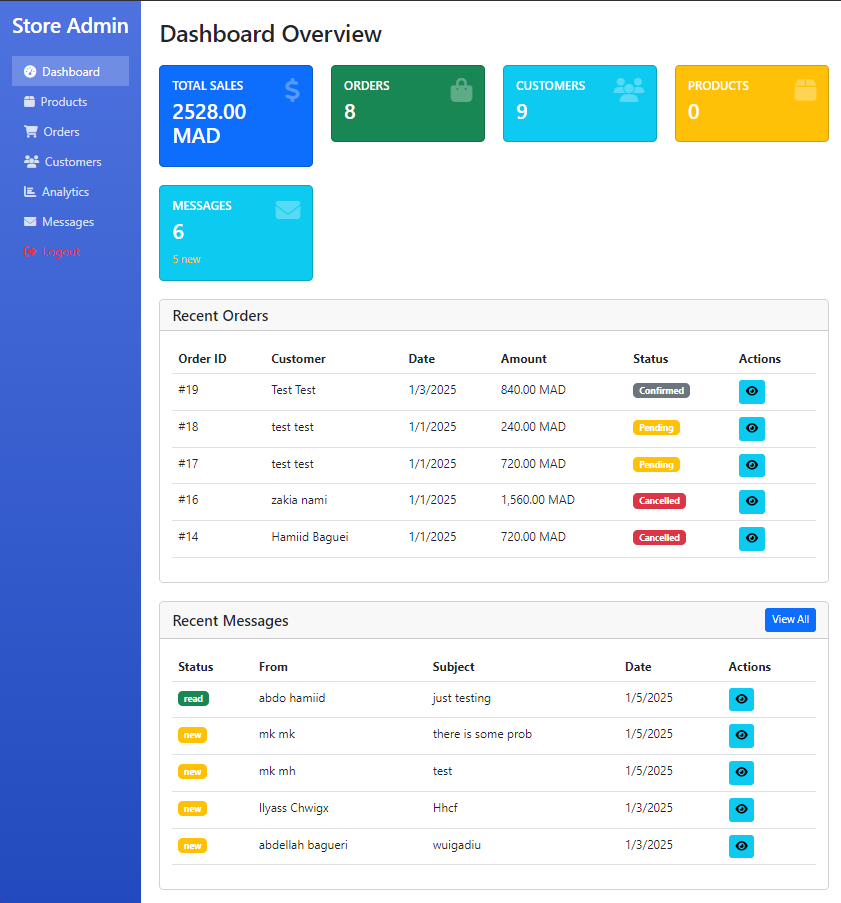 Store Admin
Dashboard
Products
Orders
Customers
Analytics
Messages
Logout
Dashboard Overview
TOTAL SALES
2528.00
MAD
ORDERS
8
CUSTOMERS
9
PRODUCTS
0
MESSAGES
6
5 new
Recent Orders
Order ID Customer Date Amount Status Actions
#19 Test Test 1/3/2025 840.00 MAD Confirmed
#18 test test 1/1/2025 240.00 MAD Pending
#17 test test 1/1/2025 720.00 MAD Pending
#16 zakia nami 1/1/2025 1,560.00 MAD Cancelled
#14 Hamiid Baguei 1/1/2025 720.00 MAD Cancelled
Recent Messages View All
Status From Subject Date Actions
read abdo hamiid just testing 1/5/2025
new mk mk there is some prob 1/5/2025
new mk mh test 1/5/2025
new Ilyass Chwigx Hhcf 1/3/2025
new abdellah bagueri wuigadiu 1/3/2025